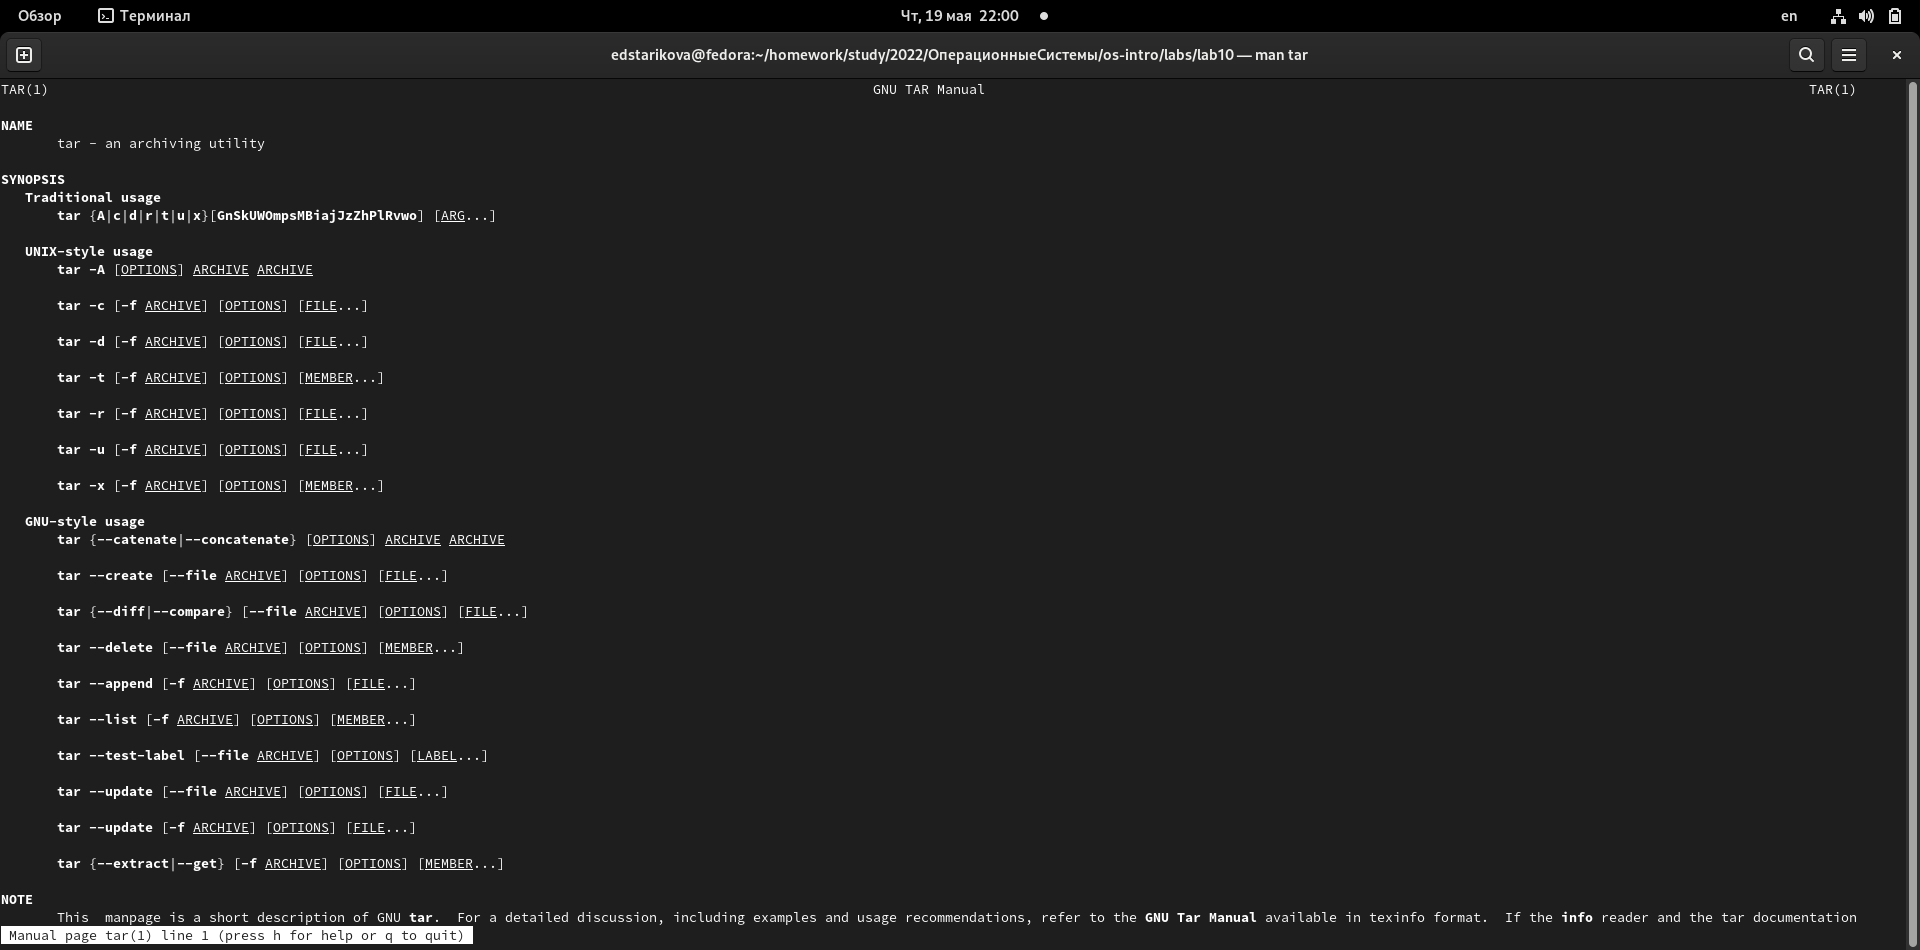 Обзор Терминал Чт, 19 мая 22:00 en
edstarikova@fedora:~/homework/study/2022/ОперационныеСистемы/os-intro/labs/lab10 — man tar
TAR(1) GNU TAR Manual TAR(1)
NAME
tar - an archiving utility
SYNOPSIS
Traditional usage
tar {A|c|d|r|t|u|x}[GnSkUWOmpsMBiajJzZhPlRvwo] [ARG...]
UNIX-style usage
tar -A [OPTIONS] ARCHIVE ARCHIVE
tar -c [-f ARCHIVE] [OPTIONS] [FILE...]
tar -d [-f ARCHIVE] [OPTIONS] [FILE...]
tar -t [-f ARCHIVE] [OPTIONS] [MEMBER...]
tar -r [-f ARCHIVE] [OPTIONS] [FILE...]
tar -u [-f ARCHIVE] [OPTIONS] [FILE...]
tar -x [-f ARCHIVE] [OPTIONS] [MEMBER...]
GNU-style usage
tar {--catenate|--concatenate} [OPTIONS] ARCHIVE ARCHIVE
tar --create [--file ARCHIVE] [OPTIONS] [FILE...]
tar {--diff|--compare} [--file ARCHIVE] [OPTIONS] [FILE...]
tar --delete [--file ARCHIVE] [OPTIONS] [MEMBER...]
tar --append [-f ARCHIVE] [OPTIONS] [FILE...]
tar --list [-f ARCHIVE] [OPTIONS] [MEMBER...]
tar --test-label [--file ARCHIVE] [OPTIONS] [LABEL...]
tar --update [--file ARCHIVE] [OPTIONS] [FILE...]
tar --update [-f ARCHIVE] [OPTIONS] [FILE...]
tar {--extract|--get} [-f ARCHIVE] [OPTIONS] [MEMBER...]
NOTE
This manpage is a short description of GNU tar. For a detailed discussion, including examples and usage recommendations, refer to the GNU Tar Manual available in texinfo format. If the info reader and the tar documentation
Manual page tar(1) line 1 (press h for help or q to quit)